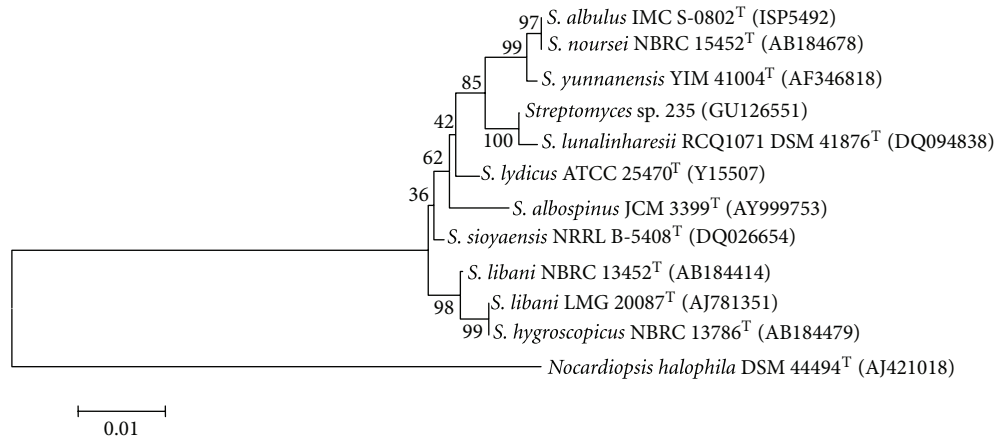 97
S. albulus IMC S-0802T (ISP5492)
S. noursei NBRC 15452T (AB184678)
99
S. yunnanensis YIM 41004T (AF346818)
85
Streptomyces sp. 235 (GU126551)
100
S. lunalinharesii RCQ1071 DSM 41876T (DQ094838)
42
S. lydicus ATCC 25470T (Y15507)
62
S. albospinus JCM 3399T (AY999753)
36
S. sioyaensis NRRL B-5408T (DQ026654)
S. libani NBRC 13452T (AB184414)
98
S. libani LMG 20087T (AJ781351)
99
S. hygroscopicus NBRC 13786T (AB184479)
Nocardiopsis halophila DSM 44494T (AJ421018)
0.01